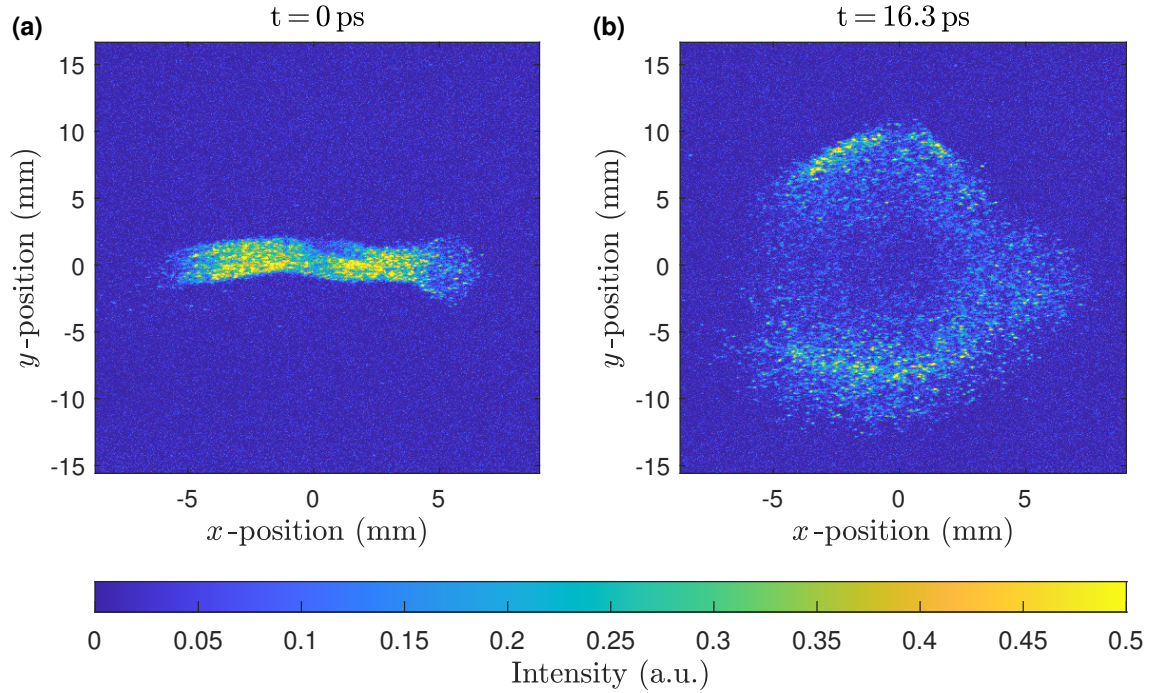 (a)
t = 0 ps
15
10
5
0
-5
-10
-15
y-position (mm)
-5
0
5
x-position (mm)
(b)
t = 16.3 ps
15
10
5
0
-5
-10
-15
y-position (mm)
-5
0
5
x-position (mm)
0 0.05 0.1 0.15 0.2 0.25 0.3 0.35 0.4 0.45 0.5
Intensity (a.u.)